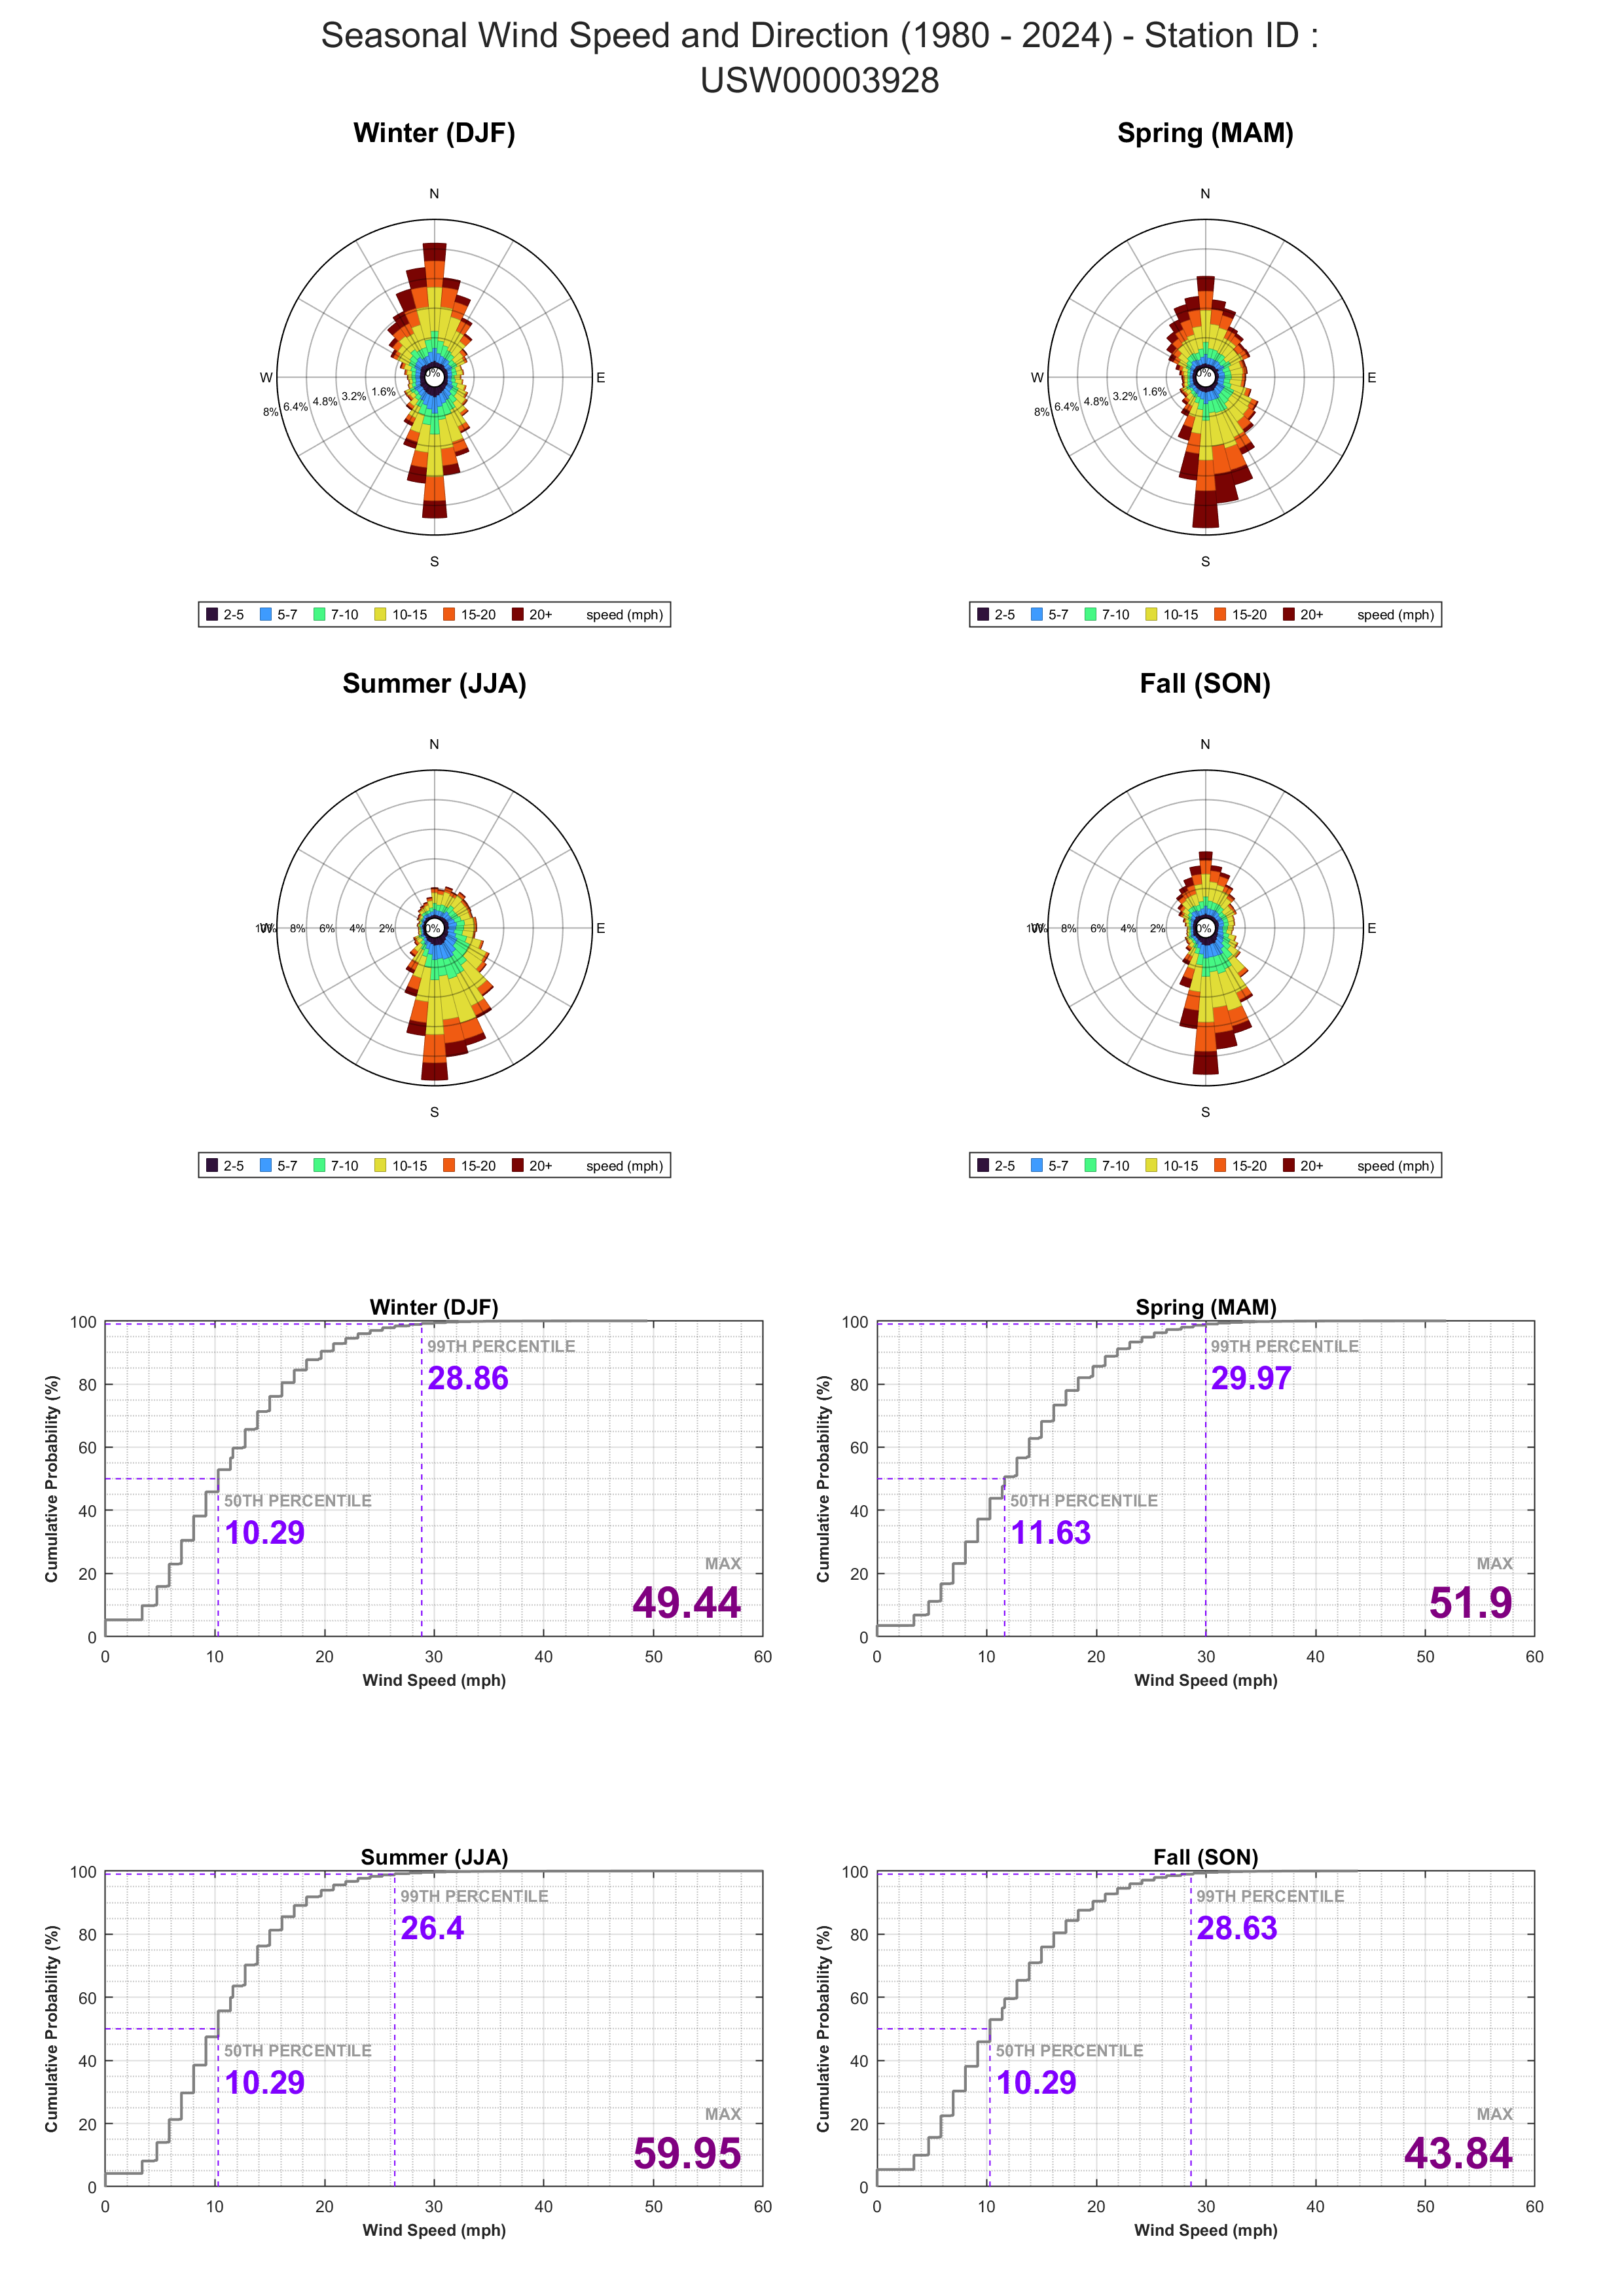 Seasonal Wind Speed and Direction (1980 - 2024) - Station ID :
USW00003928
Winter (DJF)
N
W
E
S
0%
1.6%
3.2%
4.8%
6.4%
8%
2-5 5-7 7-10 10-15 15-20 20+ speed (mph)
Spring (MAM)
N
W
E
S
0%
1.6%
3.2%
4.8%
6.4%
8%
2-5 5-7 7-10 10-15 15-20 20+ speed (mph)
Summer (JJA)
N
W
E
S
0%
2%
4%
6%
8%
10%
2-5 5-7 7-10 10-15 15-20 20+ speed (mph)
Fall (SON)
N
W
E
S
0%
2%
4%
6%
8%
10%
2-5 5-7 7-10 10-15 15-20 20+ speed (mph)
Winter (DJF)
Cumulative Probability (%)
100
80
60
40
20
0
99TH PERCENTILE
28.86
50TH PERCENTILE
10.29
MAX
49.44
0 10 20 30 40 50 60
Wind Speed (mph)
Spring (MAM)
Cumulative Probability (%)
100
80
60
40
20
0
99TH PERCENTILE
29.97
50TH PERCENTILE
11.63
MAX
51.9
0 10 20 30 40 50 60
Wind Speed (mph)
Summer (JJA)
Cumulative Probability (%)
100
80
60
40
20
0
99TH PERCENTILE
26.4
50TH PERCENTILE
10.29
MAX
59.95
0 10 20 30 40 50 60
Wind Speed (mph)
Fall (SON)
Cumulative Probability (%)
100
80
60
40
20
0
99TH PERCENTILE
28.63
50TH PERCENTILE
10.29
MAX
43.84
0 10 20 30 40 50 60
Wind Speed (mph)